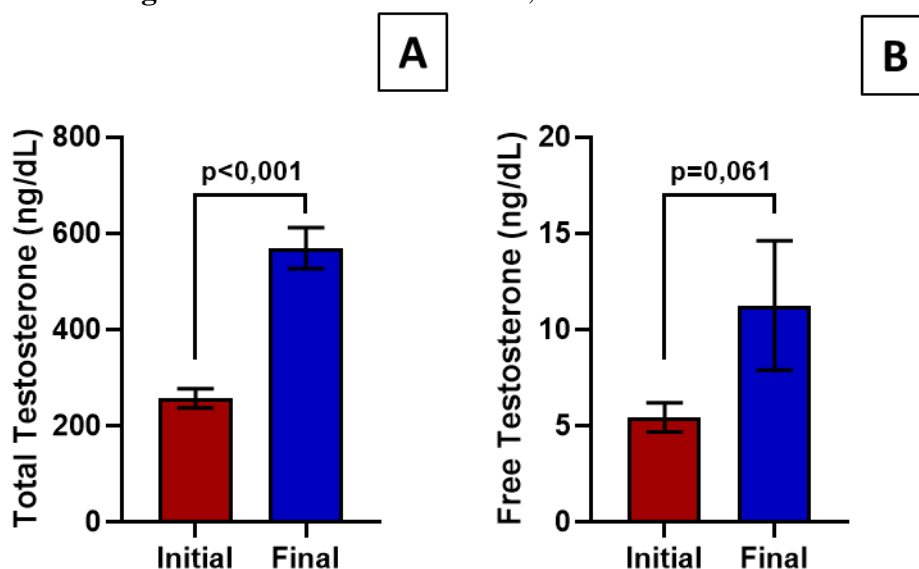 A
Total Testosterone (ng/dL)
800
600
400
200
0
p<0,001
Initial Final
B
Free Testosterone (ng/dL)
20
15
10
5
0
p=0,061
Initial Final